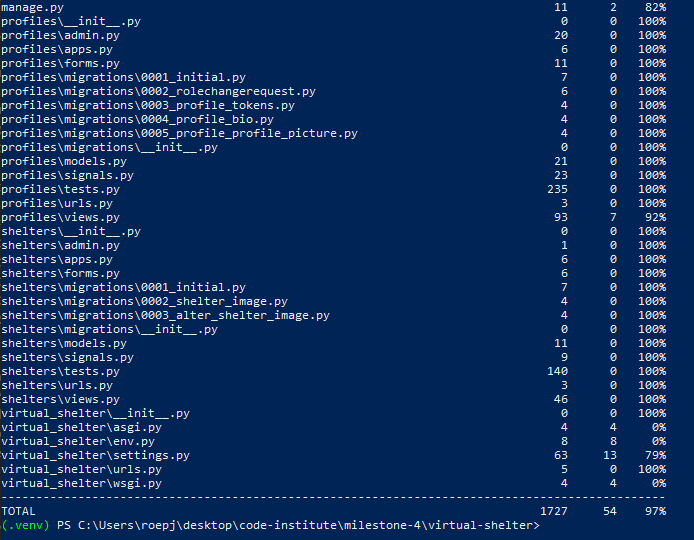 manage.py 11 2 82%
profiles\__init__.py 0 0 100%
profiles\admin.py 20 0 100%
profiles\apps.py 6 0 100%
profiles\forms.py 11 0 100%
profiles\migrations\0001_initial.py 7 0 100%
profiles\migrations\0002_rolechangerequest.py 6 0 100%
profiles\migrations\0003_profile_tokens.py 4 0 100%
profiles\migrations\0004_profile_bio.py 4 0 100%
profiles\migrations\0005_profile_profile_picture.py 4 0 100%
profiles\migrations\__init__.py 0 0 100%
profiles\models.py 21 0 100%
profiles\signals.py 23 0 100%
profiles\tests.py 235 0 100%
profiles\urls.py 3 0 100%
profiles\views.py 93 7 92%
shelters\__init__.py 0 0 100%
shelters\admin.py 1 0 100%
shelters\apps.py 6 0 100%
shelters\forms.py 6 0 100%
shelters\migrations\0001_initial.py 7 0 100%
shelters\migrations\0002_shelter_image.py 4 0 100%
shelters\migrations\0003_alter_shelter_image.py 4 0 100%
shelters\migrations\__init__.py 0 0 100%
shelters\models.py 11 0 100%
shelters\signals.py 9 0 100%
shelters\tests.py 140 0 100%
shelters\urls.py 3 0 100%
shelters\views.py 46 0 100%
virtual_shelter\__init__.py 0 0 100%
virtual_shelter\asgi.py 4 4 0%
virtual_shelter\env.py 8 8 0%
virtual_shelter\settings.py 63 13 79%
virtual_shelter\urls.py 5 0 100%
virtual_shelter\wsgi.py 4 4 0%
-----------------------------------------------------------------------------------------------
TOTAL 1727 54 97%
(.venv) PS C:\Users\roepj\desktop\code-institute\milestone-4\virtual-shelter>